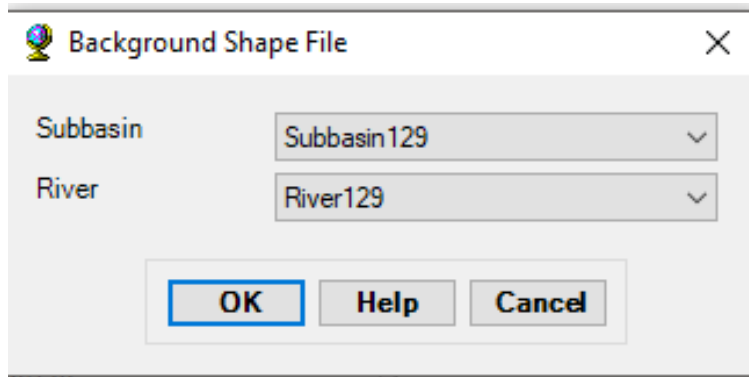 Background Shape File
Subbasin Subbasin129
River River129
OK Help Cancel